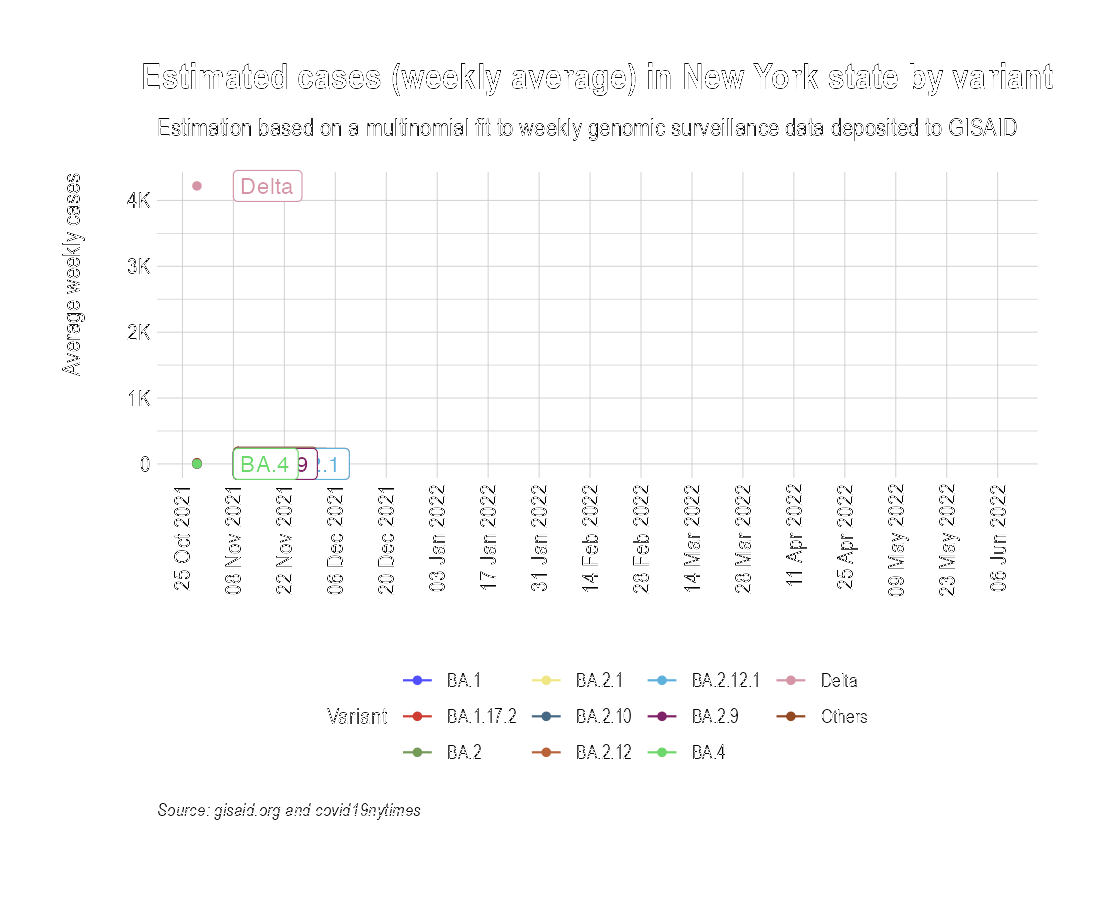 Estimated cases (weekly average) in New York state by variant
Estimation based on a multinomial fit to weekly genomic surveillance data deposited to GISAID
Average weekly cases
4K
3K
2K
1K
0
Delta
BA.4
9
2.1
25 Oct 2021
08 Nov 2021
22 Nov 2021
06 Dec 2021
20 Dec 2021
03 Jan 2022
17 Jan 2022
31 Jan 2022
14 Feb 2022
28 Feb 2022
14 Mar 2022
28 Mar 2022
11 Apr 2022
25 Apr 2022
09 May 2022
23 May 2022
06 Jun 2022
Variant
BA.1
BA.1.17.2
BA.2
BA.2.1
BA.2.10
BA.2.12
BA.2.12.1
BA.2.9
BA.4
Delta
Others
Source: gisaid.org and covid19nytimes